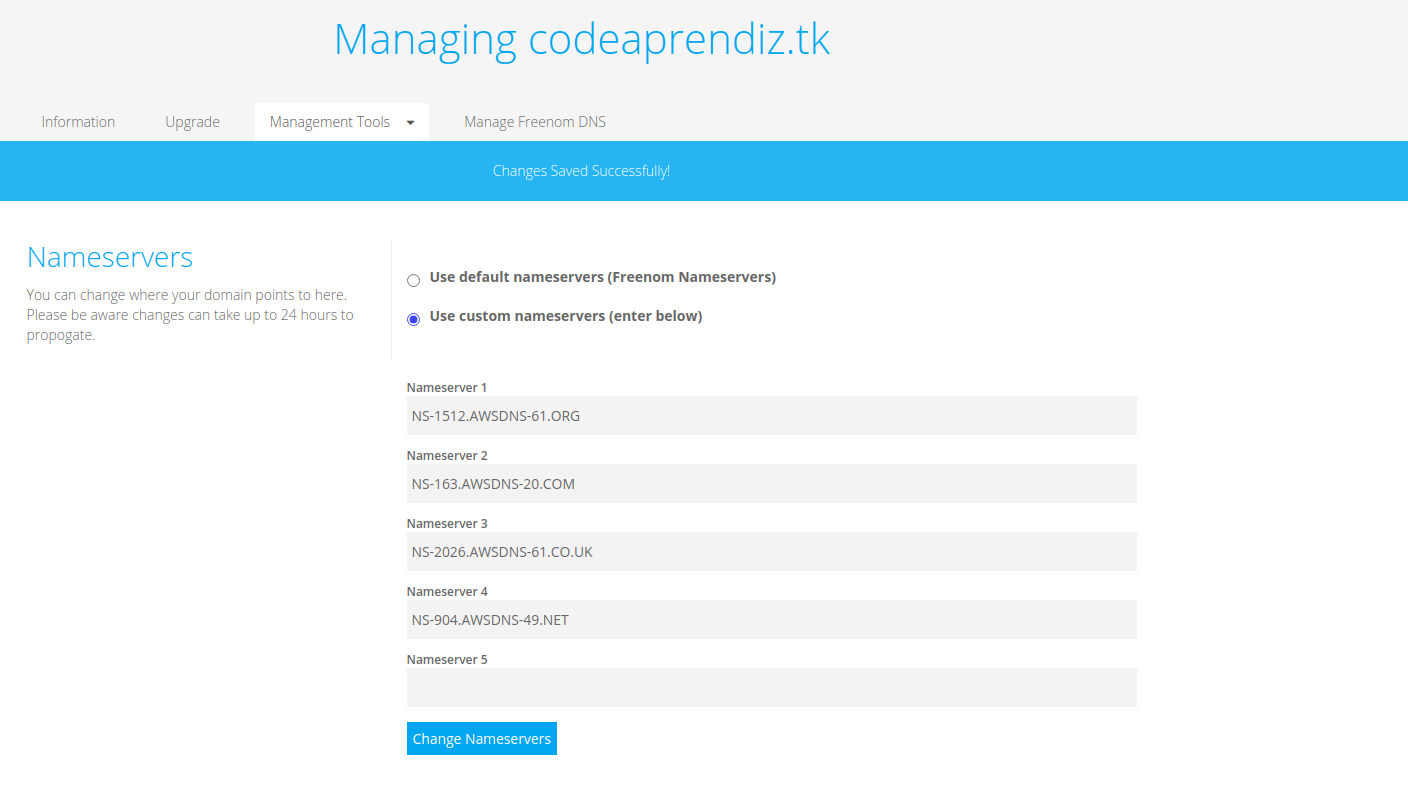 Managing codeaprendiz.tk
Information
Upgrade
Management Tools
Manage Freenom DNS
Changes Saved Successfully!
Nameservers
You can change where your domain points to here.
Please be aware changes can take up to 24 hours to
propogate.
Use default nameservers (Freenom Nameservers)
Use custom nameservers (enter below)
Nameserver 1
NS-1512.AWSDNS-61.ORG
Nameserver 2
NS-163.AWSDNS-20.COM
Nameserver 3
NS-2026.AWSDNS-61.CO.UK
Nameserver 4
NS-904.AWSDNS-49.NET
Nameserver 5
Change Nameservers